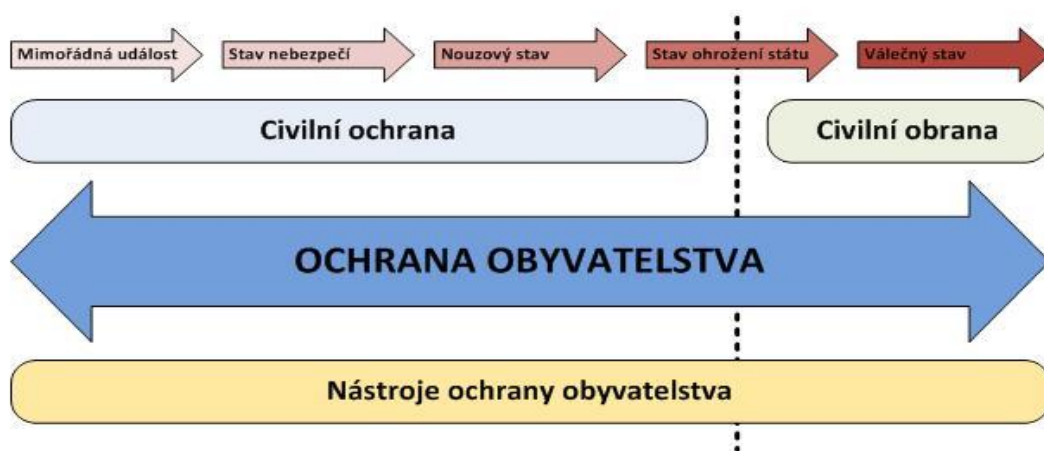 Mimořádná událost
Stav nebezpečí
Nouzový stav
Stav ohrožení státu
Válečný stav
Civilní ochrana
Civilní obrana
OCHRANA OBYVATELSTVA
Nástroje ochrany obyvatelstva